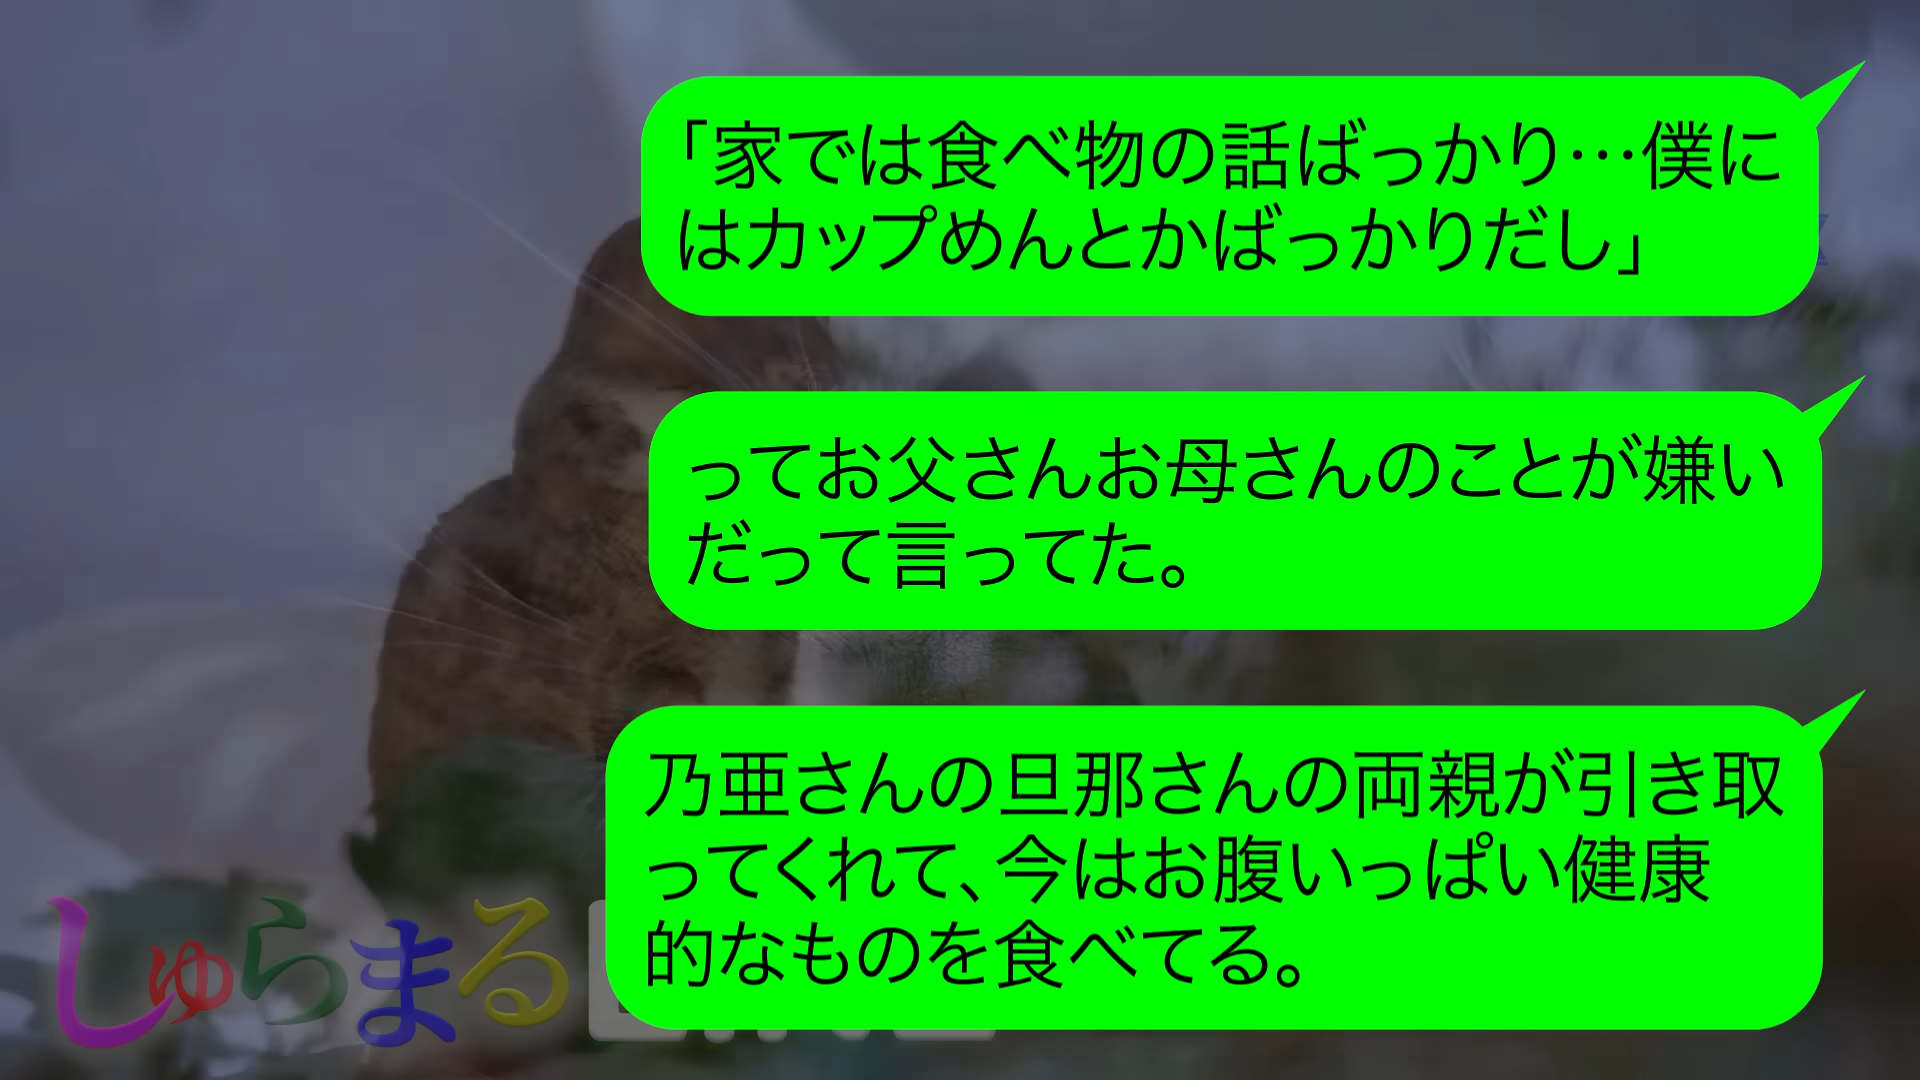 「家では食べ物の話ばっかり…僕に
はカップめんとかばっかりだし」
ってお父さんお母さんのことが嫌い
だって言ってた。
乃亜さんの旦那さんの両親が引き取
ってくれて、今はお腹いっぱい健康
的なものを食べてる。
しゅらまる